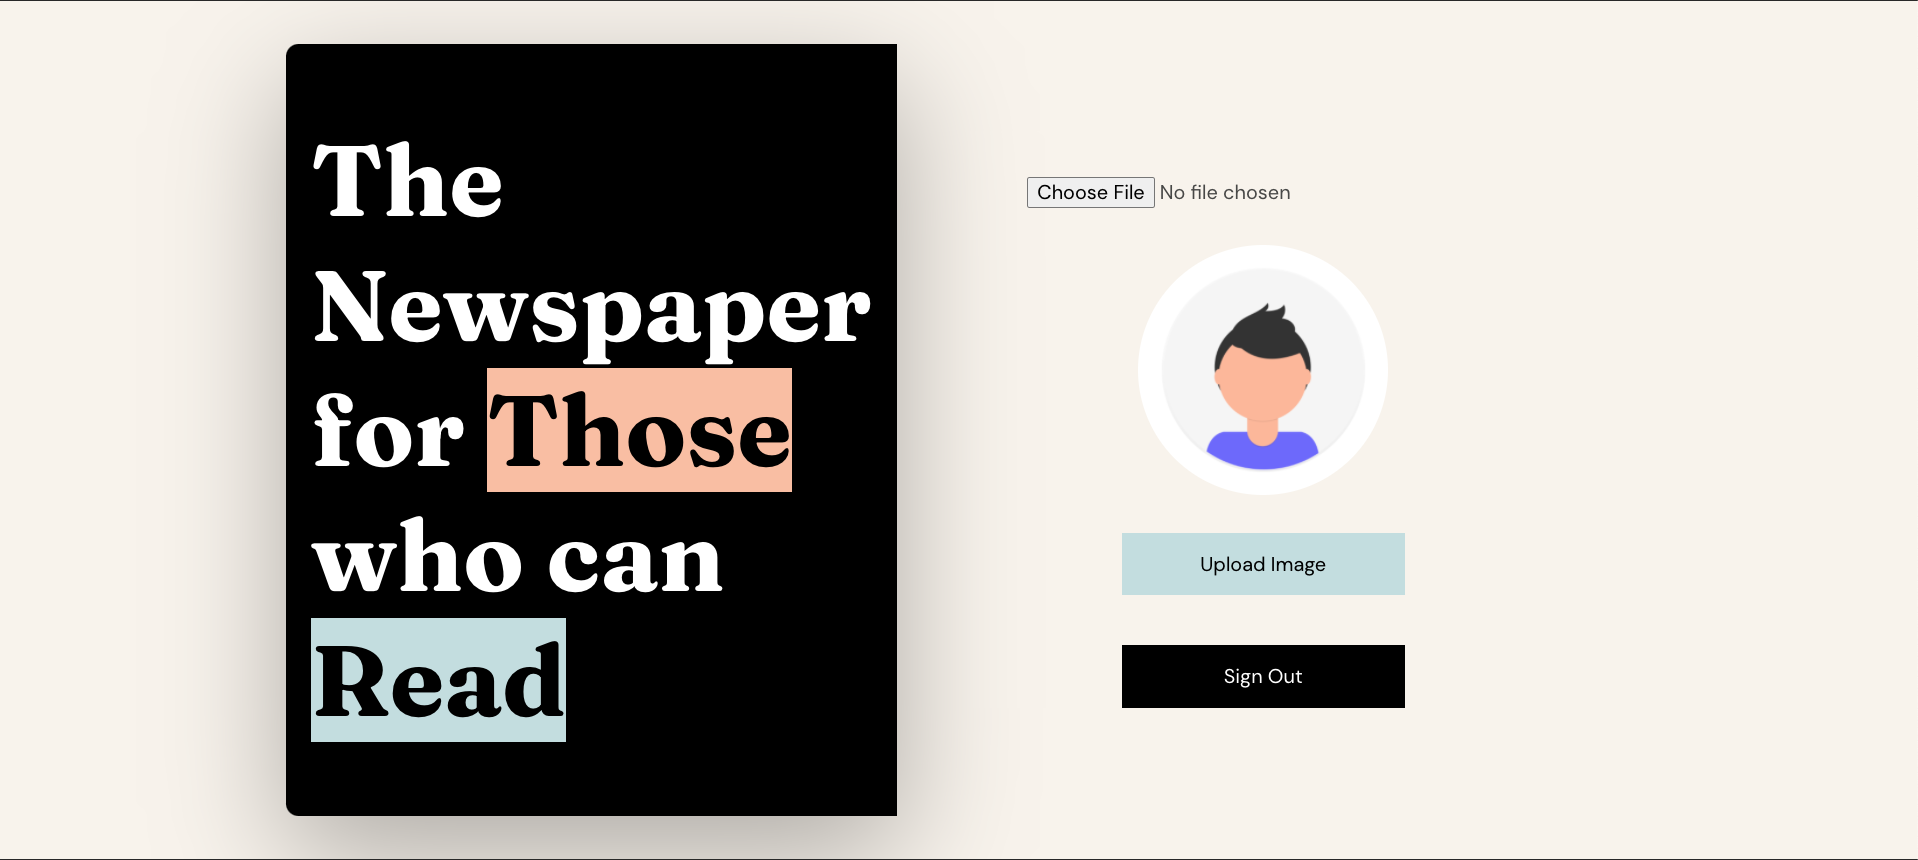 The
Newspaper
for Those
who can
Read
Choose File No file chosen
Upload Image
Sign Out